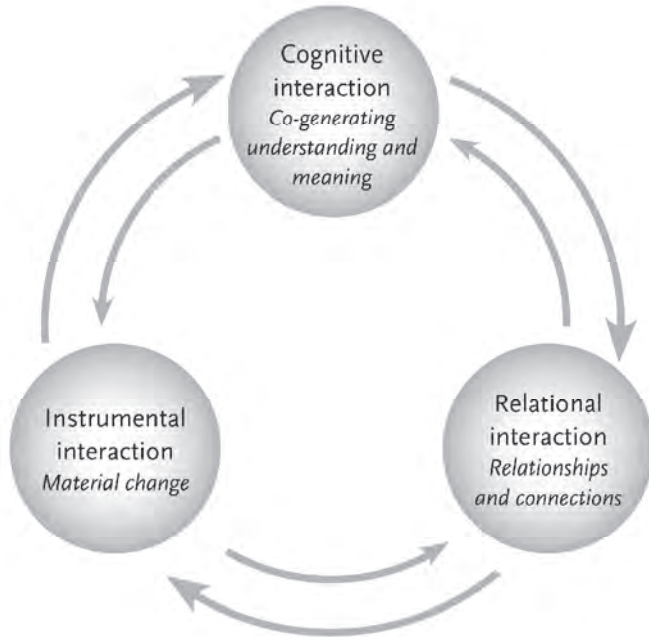 Cognitive
interaction
Co-generating
understanding and
meaning
Instrumental
interaction
Material change
Relational
interaction
Relationships
and connections